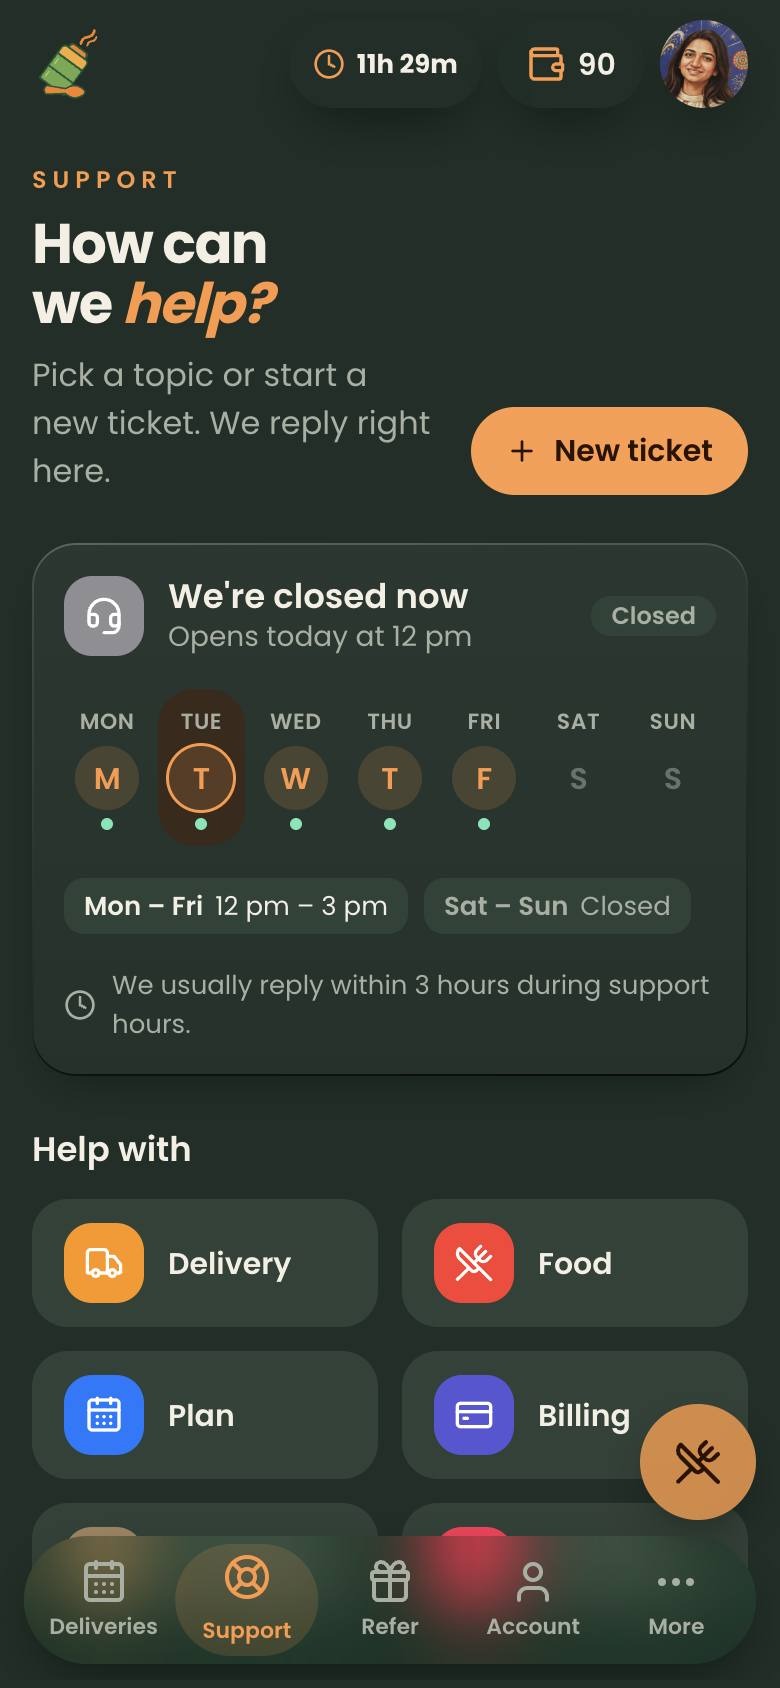 11h 29m
90
SUPPORT
How can
we help?
Pick a topic or start a
new ticket. We reply right
here.
+ New ticket
We're closed now
Opens today at 12 pm
Closed
MON TUE WED THU FRI SAT SUN
M T W T F S S
Mon – Fri 12 pm – 3 pm
Sat – Sun Closed
We usually reply within 3 hours during support
hours.
Help with
Delivery
Food
Plan
Billing
Deliveries
Support
Refer
Account
More